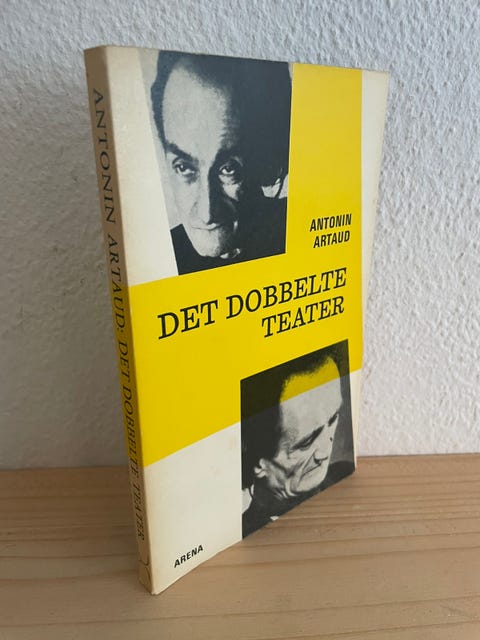 ANTONIN ARTAUD: DET DOBBELTE TEATER
ANTONIN
ARTAUD
DET DOBBELTE
TEATER
ARENA